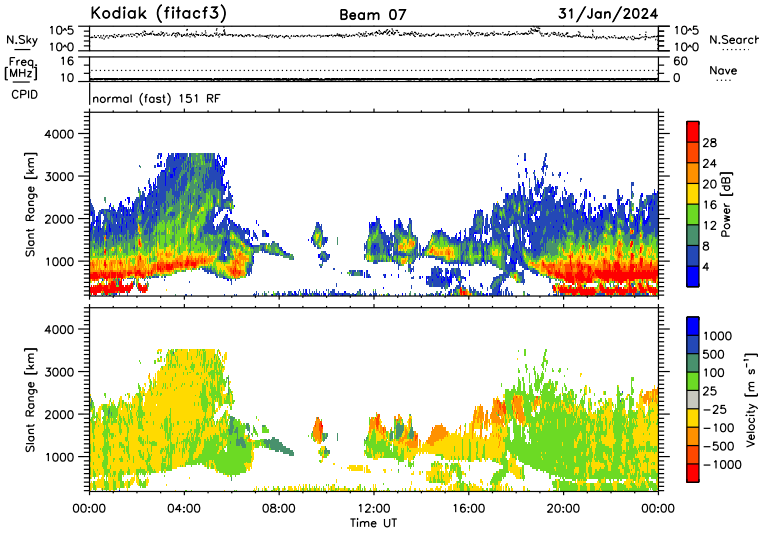 Kodiak (fitacf3) Beam 07 31/Jan/2024
N.Sky 10^5 10^0 10^5 10^0 N.Search
Freq. [MHz] 16 10 60 0 Nave
CPID normal (fast) 151 RF
Slant Range [km]
4000
3000
2000
1000
28
24
20
16
12
8
4
Power [dB]
Slant Range [km]
4000
3000
2000
1000
1000
500
100
25
−25
−100
−500
−1000
Velocity [m s⁻¹]
00:00 04:00 08:00 12:00 16:00 20:00 00:00
Time UT